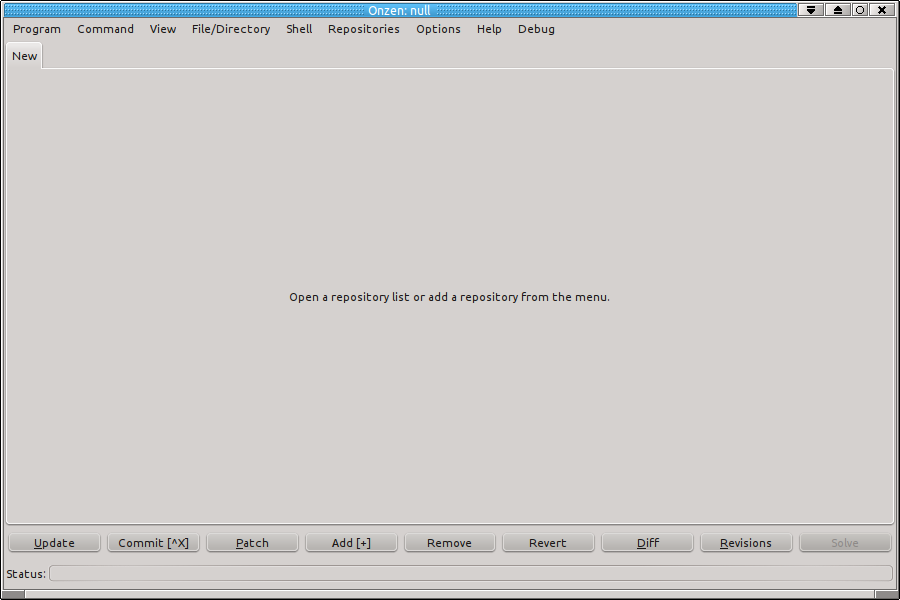 Onzen: null
Program Command View File/Directory Shell Repositories Options Help Debug
New
Open a repository list or add a repository from the menu.
Update Commit [^X] Patch Add [+] Remove Revert Diff Revisions Solve
Status: